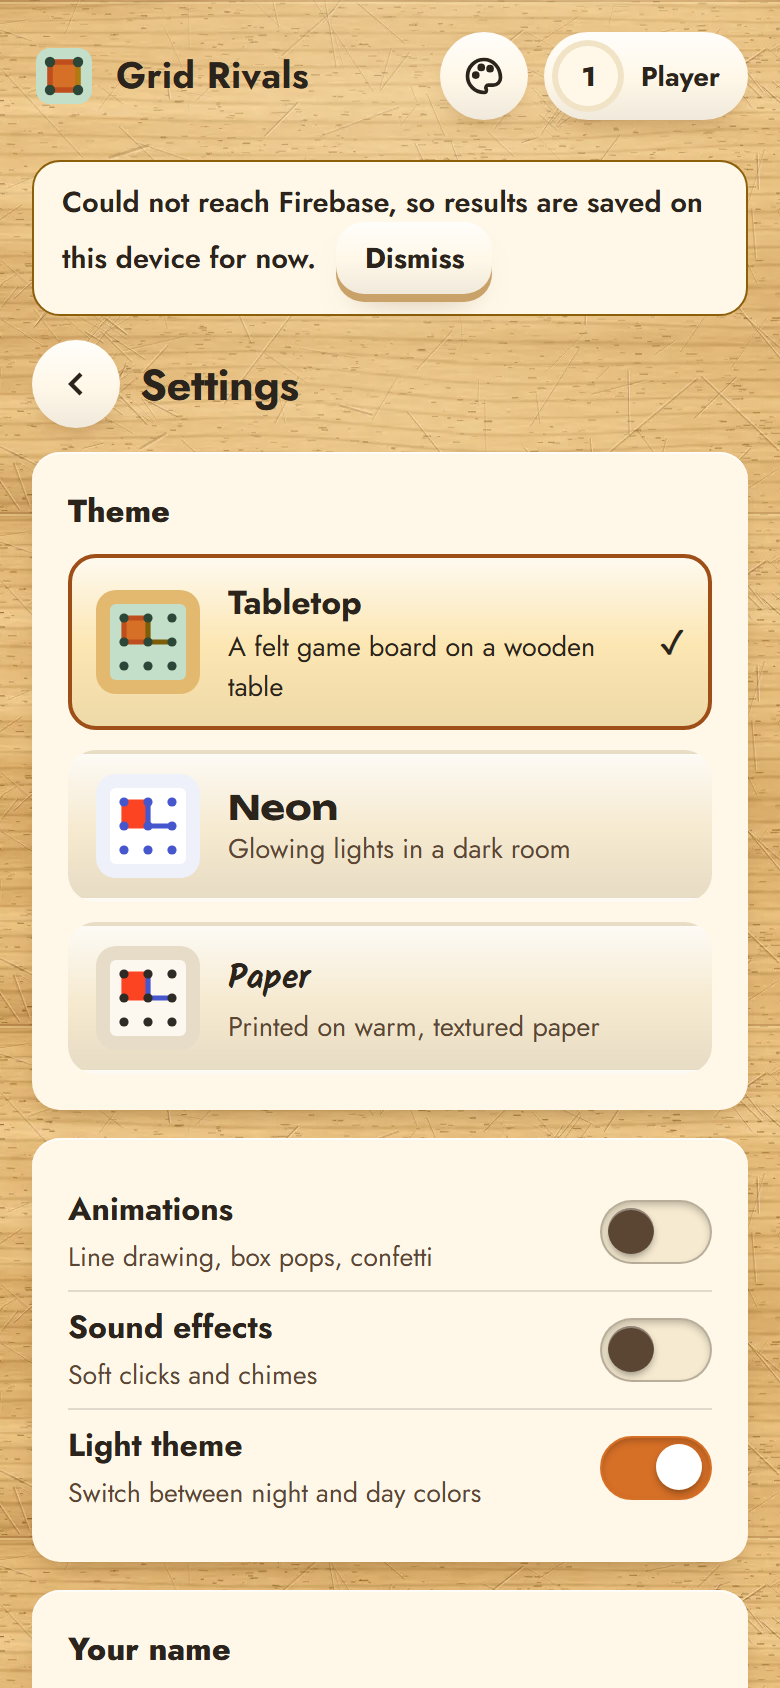 Grid Rivals
1 Player
Could not reach Firebase, so results are saved on
this device for now. Dismiss
Settings
Theme
Tabletop
A felt game board on a wooden
table
Neon
Glowing lights in a dark room
Paper
Printed on warm, textured paper
Animations
Line drawing, box pops, confetti
Sound effects
Soft clicks and chimes
Light theme
Switch between night and day colors
Your name